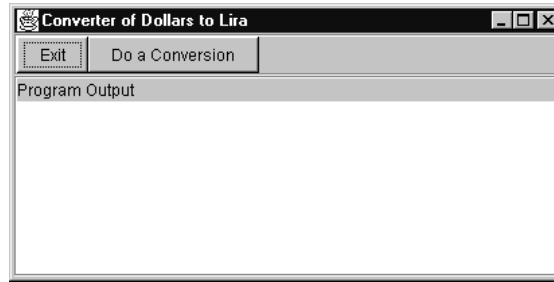 Converter of Dollars to Lira
Exit Do a Conversion
Program Output